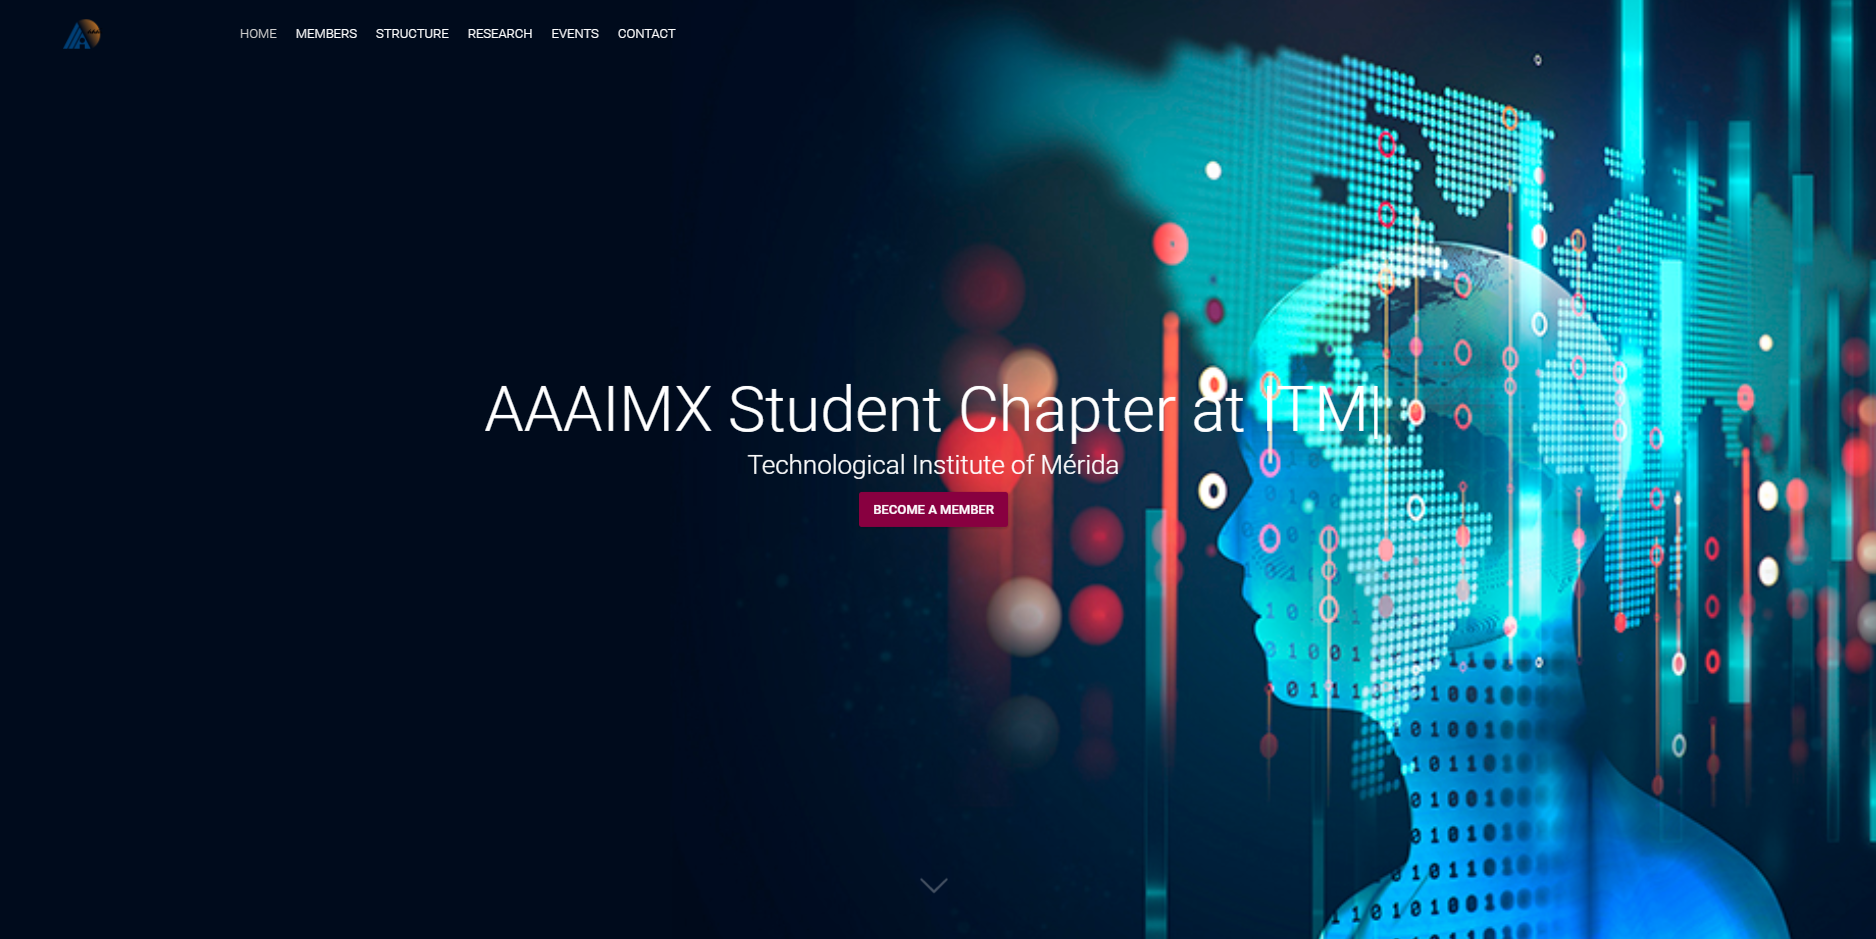 HOME MEMBERS STRUCTURE RESEARCH EVENTS CONTACT
AAAIMX Student Chapter at ITM|
Technological Institute of Mérida
BECOME A MEMBER